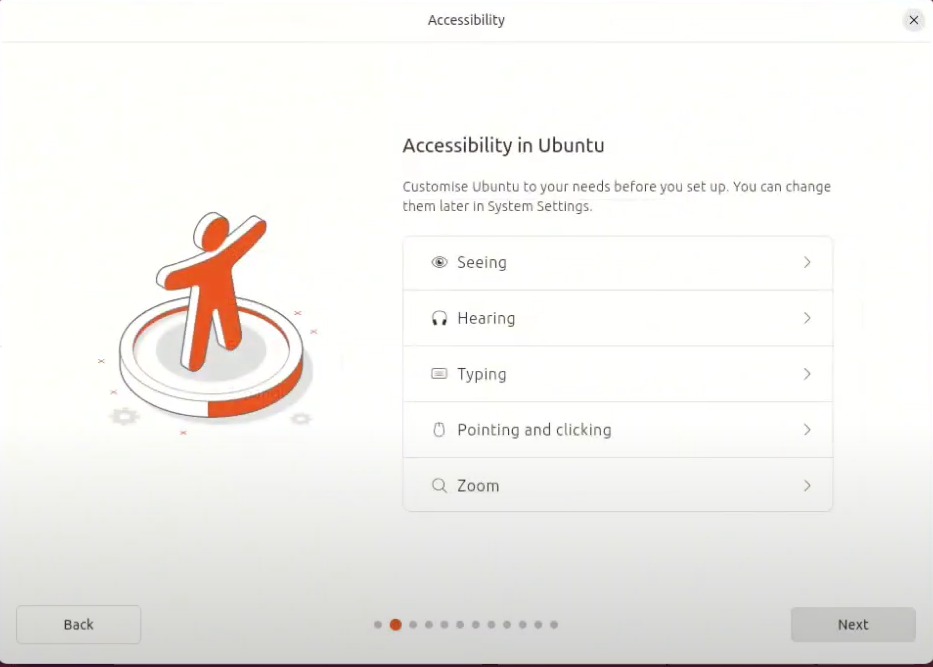 Accessibility
Accessibility in Ubuntu
Customise Ubuntu to your needs before you set up. You can change
them later in System Settings.
Seeing
Hearing
Typing
Pointing and clicking
Zoom
Back
Next